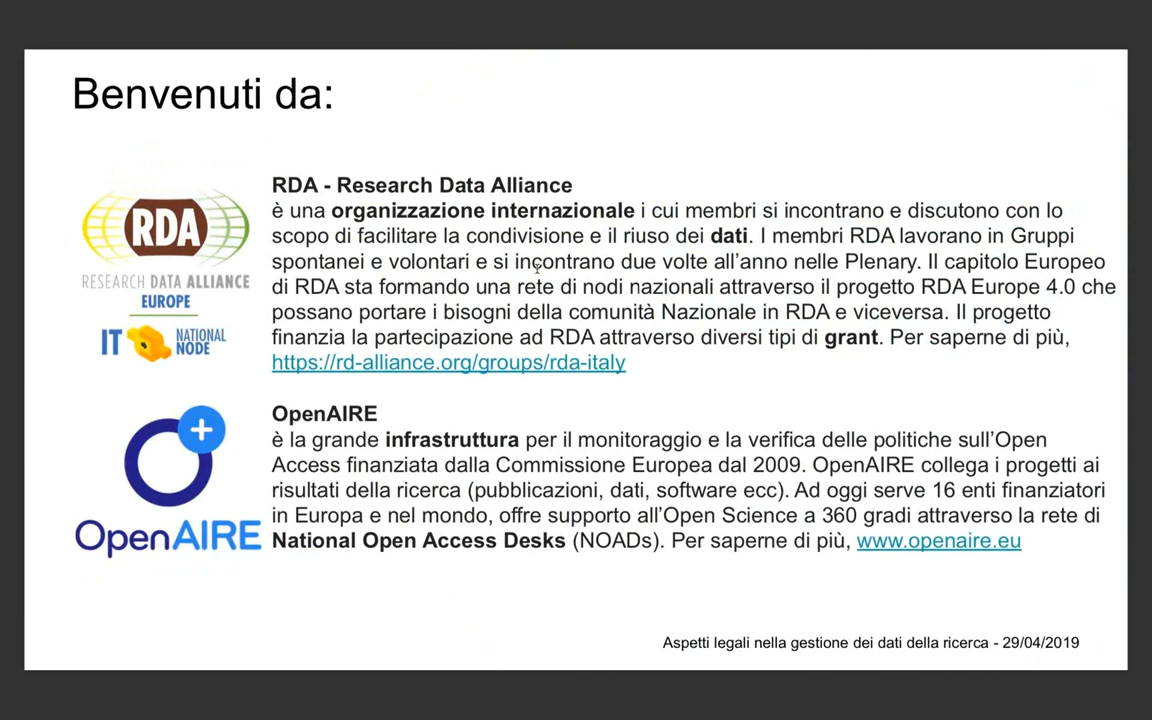 Benvenuti da:
RDA
RESEARCH DATA ALLIANCE
EUROPE
IT NATIONAL NODE
RDA - Research Data Alliance
è una organizzazione internazionale i cui membri si incontrano e discutono con lo
scopo di facilitare la condivisione e il riuso dei dati. I membri RDA lavorano in Gruppi
spontanei e volontari e si incontrano due volte all’anno nelle Plenary. Il capitolo Europeo
di RDA sta formando una rete di nodi nazionali attraverso il progetto RDA Europe 4.0 che
possano portare i bisogni della comunità Nazionale in RDA e viceversa. Il progetto
finanzia la partecipazione ad RDA attraverso diversi tipi di grant. Per saperne di più,
https://rd-alliance.org/groups/rda-italy
OpenAIRE
OpenAIRE
è la grande infrastruttura per il monitoraggio e la verifica delle politiche sull’Open
Access finanziata dalla Commissione Europea dal 2009. OpenAIRE collega i progetti ai
risultati della ricerca (pubblicazioni, dati, software ecc). Ad oggi serve 16 enti finanziatori
in Europa e nel mondo, offre supporto all’Open Science a 360 gradi attraverso la rete di
National Open Access Desks (NOADs). Per saperne di più, www.openaire.eu
Aspetti legali nella gestione dei dati della ricerca - 29/04/2019